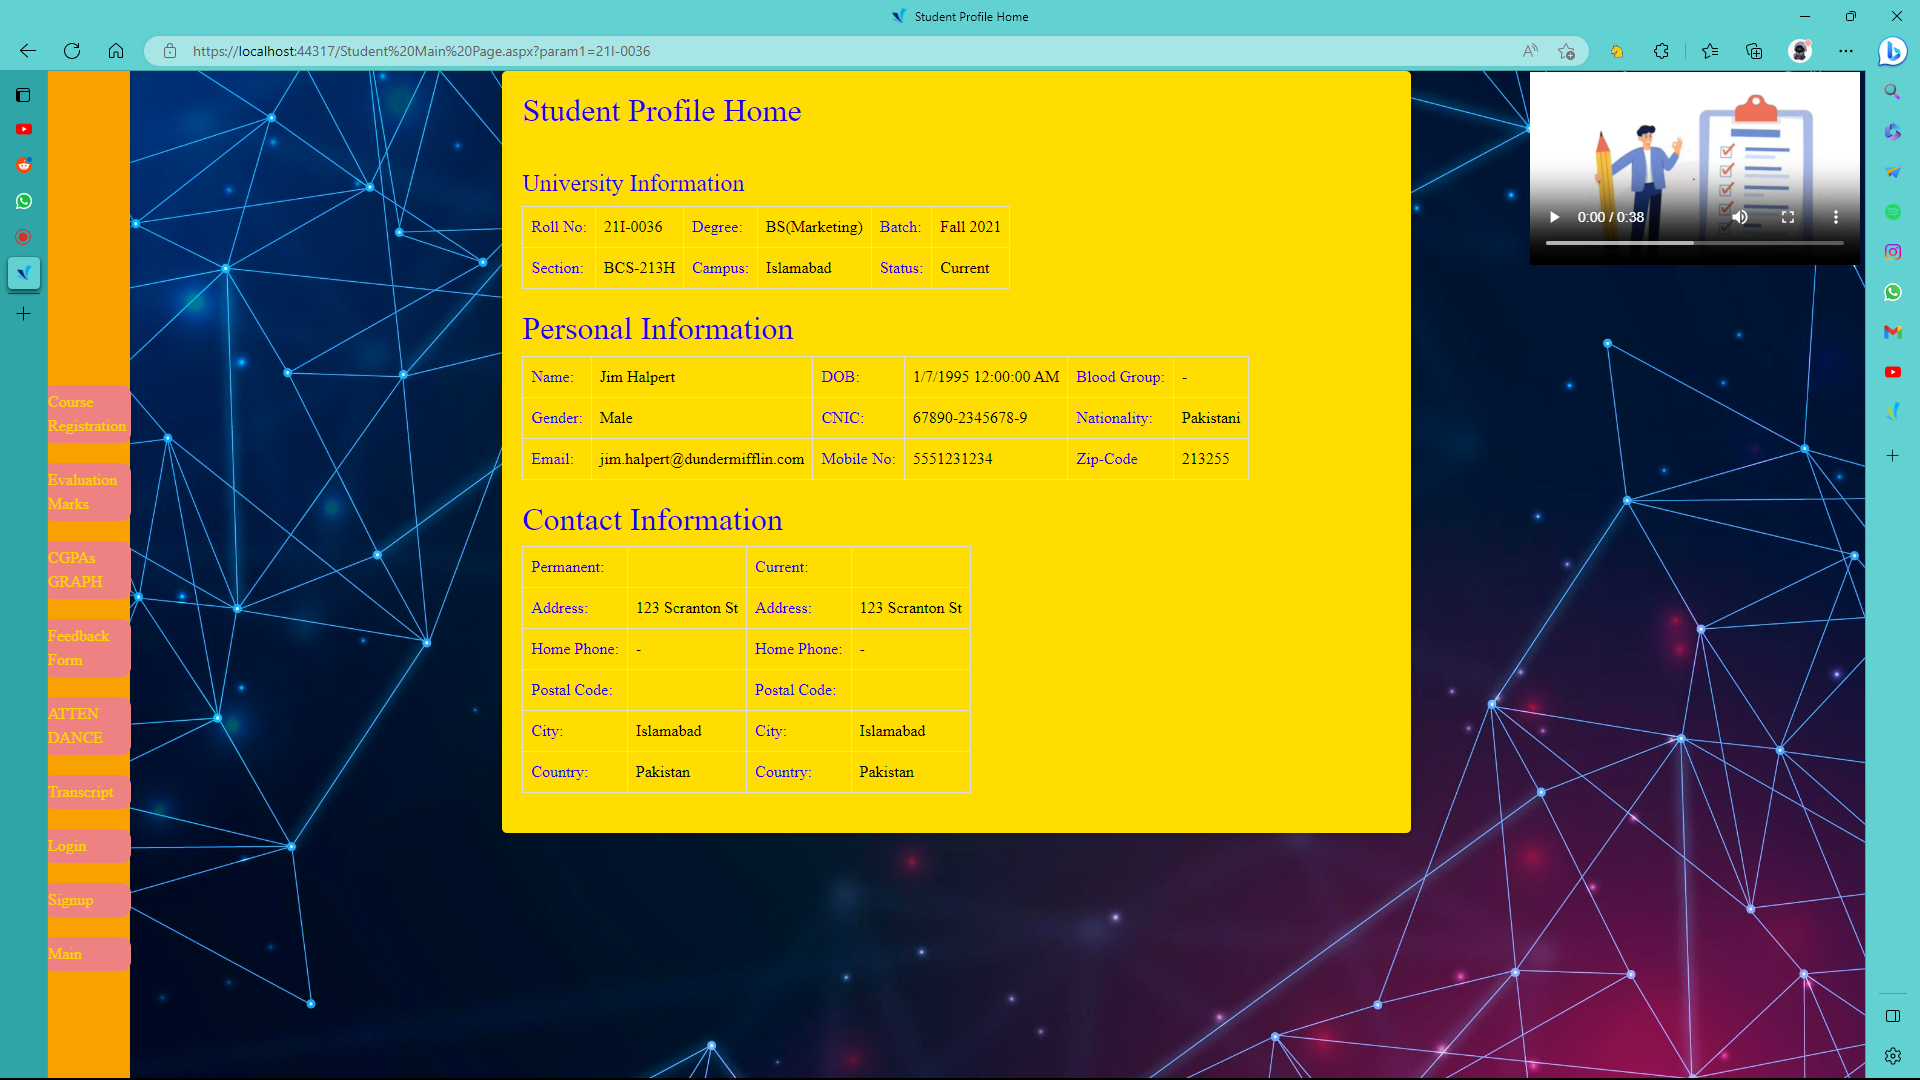 Student Profile Home
https://localhost:44317/Student%20Main%20Page.aspx?param1=21I-0036
Course
Registration
Evaluation
Marks
CGPAs
GRAPH
Feedback
Form
ATTEN
DANCE
Transcript
Login
Signup
Main
Student Profile Home
University Information
Roll No: 21I-0036 Degree: BS(Marketing) Batch: Fall 2021
Section: BCS-213H Campus: Islamabad Status: Current
Personal Information
Name: Jim Halpert DOB: 1/7/1995 12:00:00 AM Blood Group: -
Gender: Male CNIC: 67890-2345678-9 Nationality: Pakistani
Email: jim.halpert@dundermifflin.com Mobile No: 5551231234 Zip-Code 213255
Contact Information
Permanent: Current:
Address: 123 Scranton St Address: 123 Scranton St
Home Phone: - Home Phone: -
Postal Code: Postal Code:
City: Islamabad City: Islamabad
Country: Pakistan Country: Pakistan
0:00 / 0:38